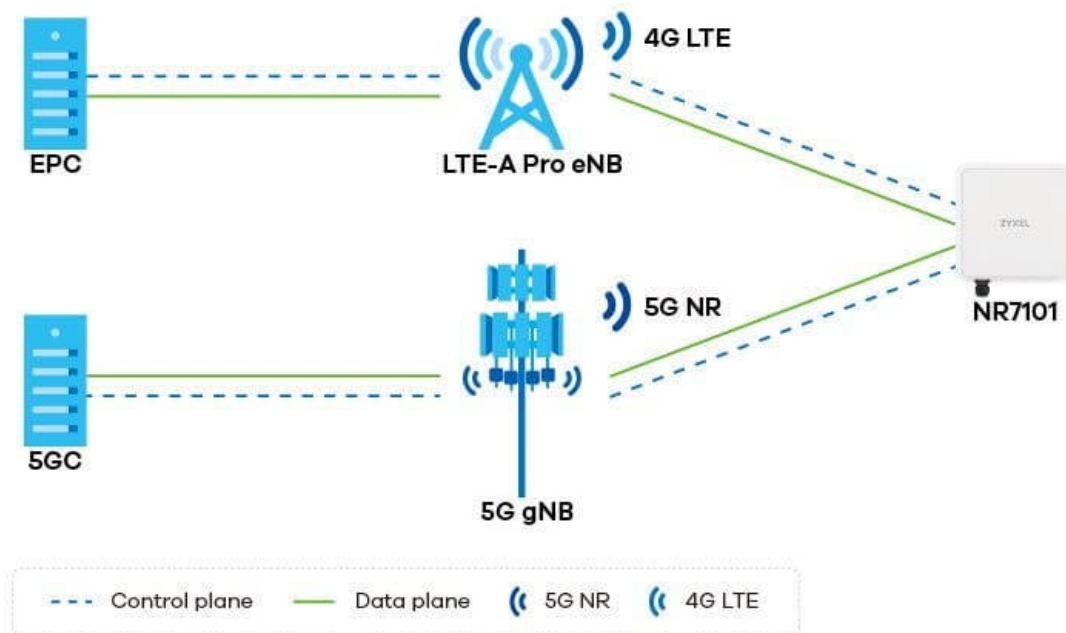 4G LTE
EPC
LTE-A Pro eNB
ZYXEL
NR7101
5G NR
5GC
5G gNB
Control plane
Data plane
5G NR
4G LTE